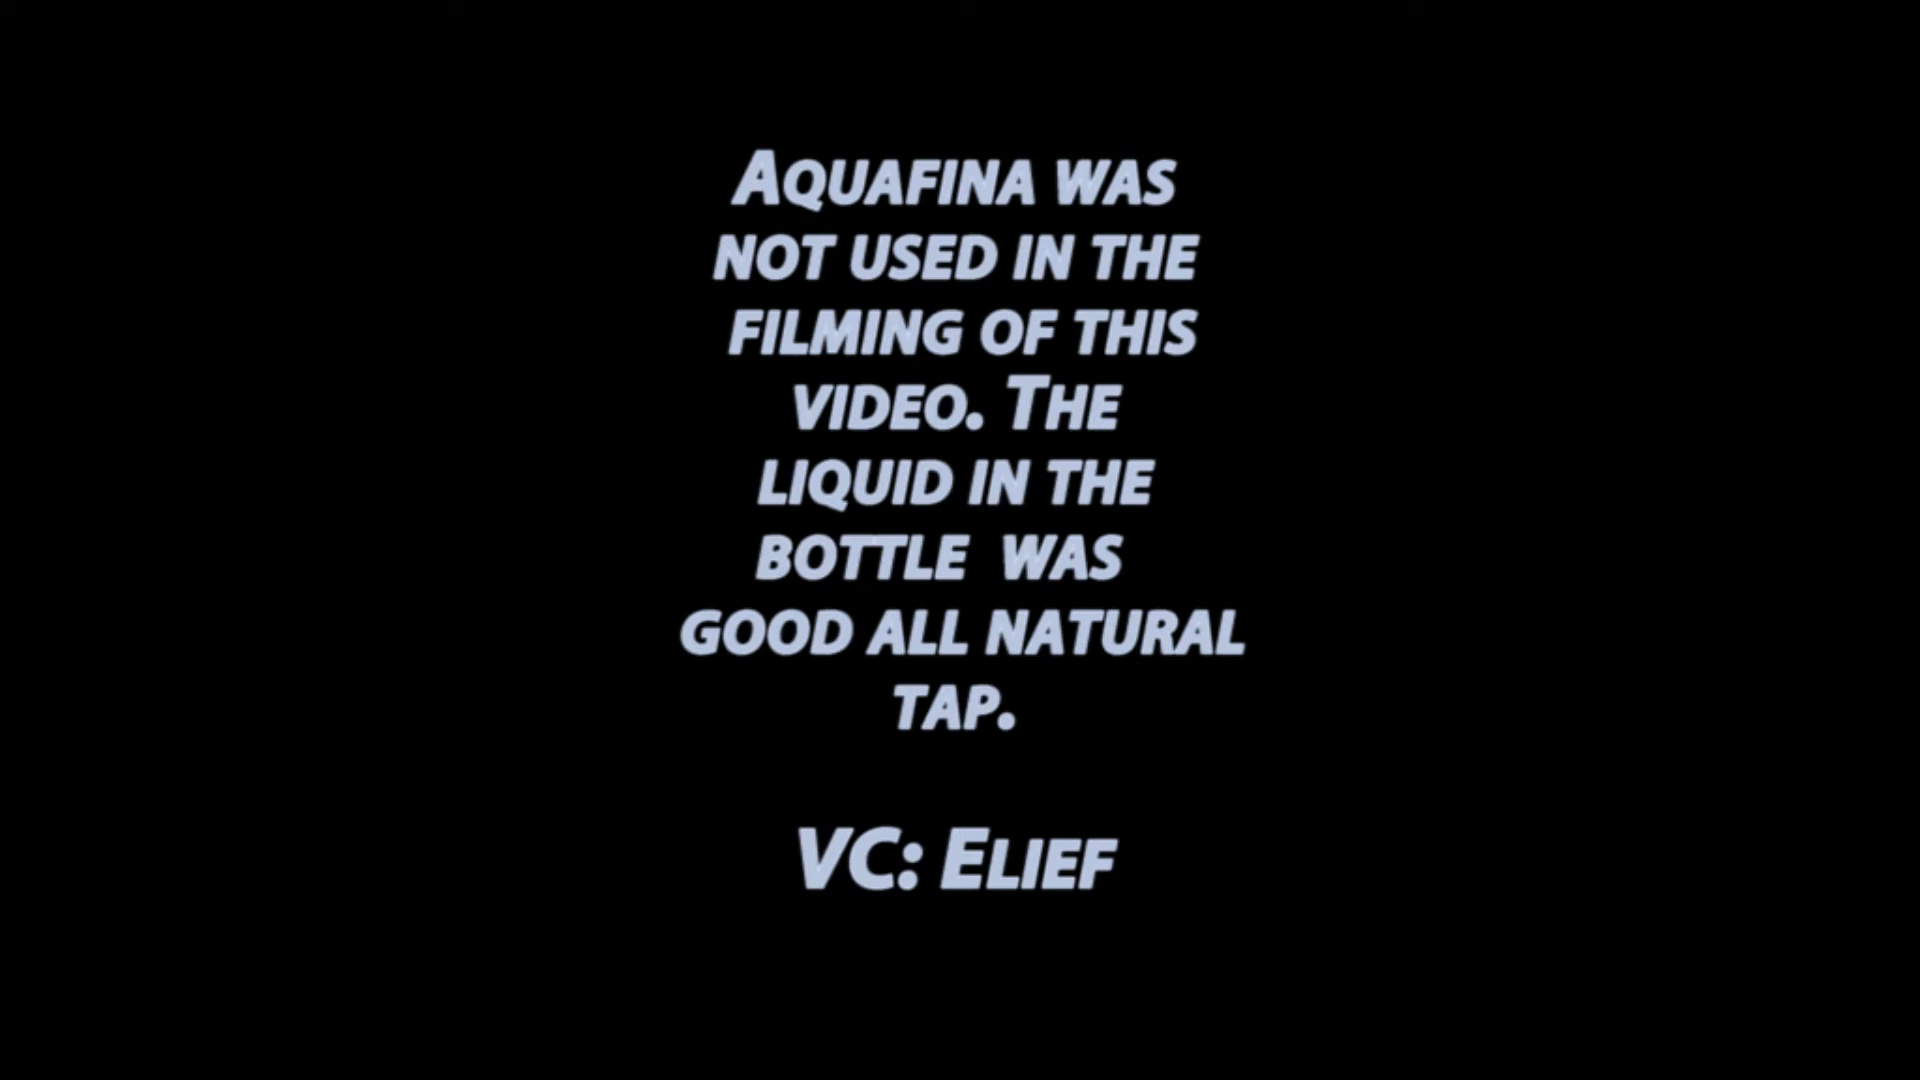 Aquafina was
not used in the
filming of this
video. The
liquid in the
bottle  was
good all natural
tap.
VC: Elief